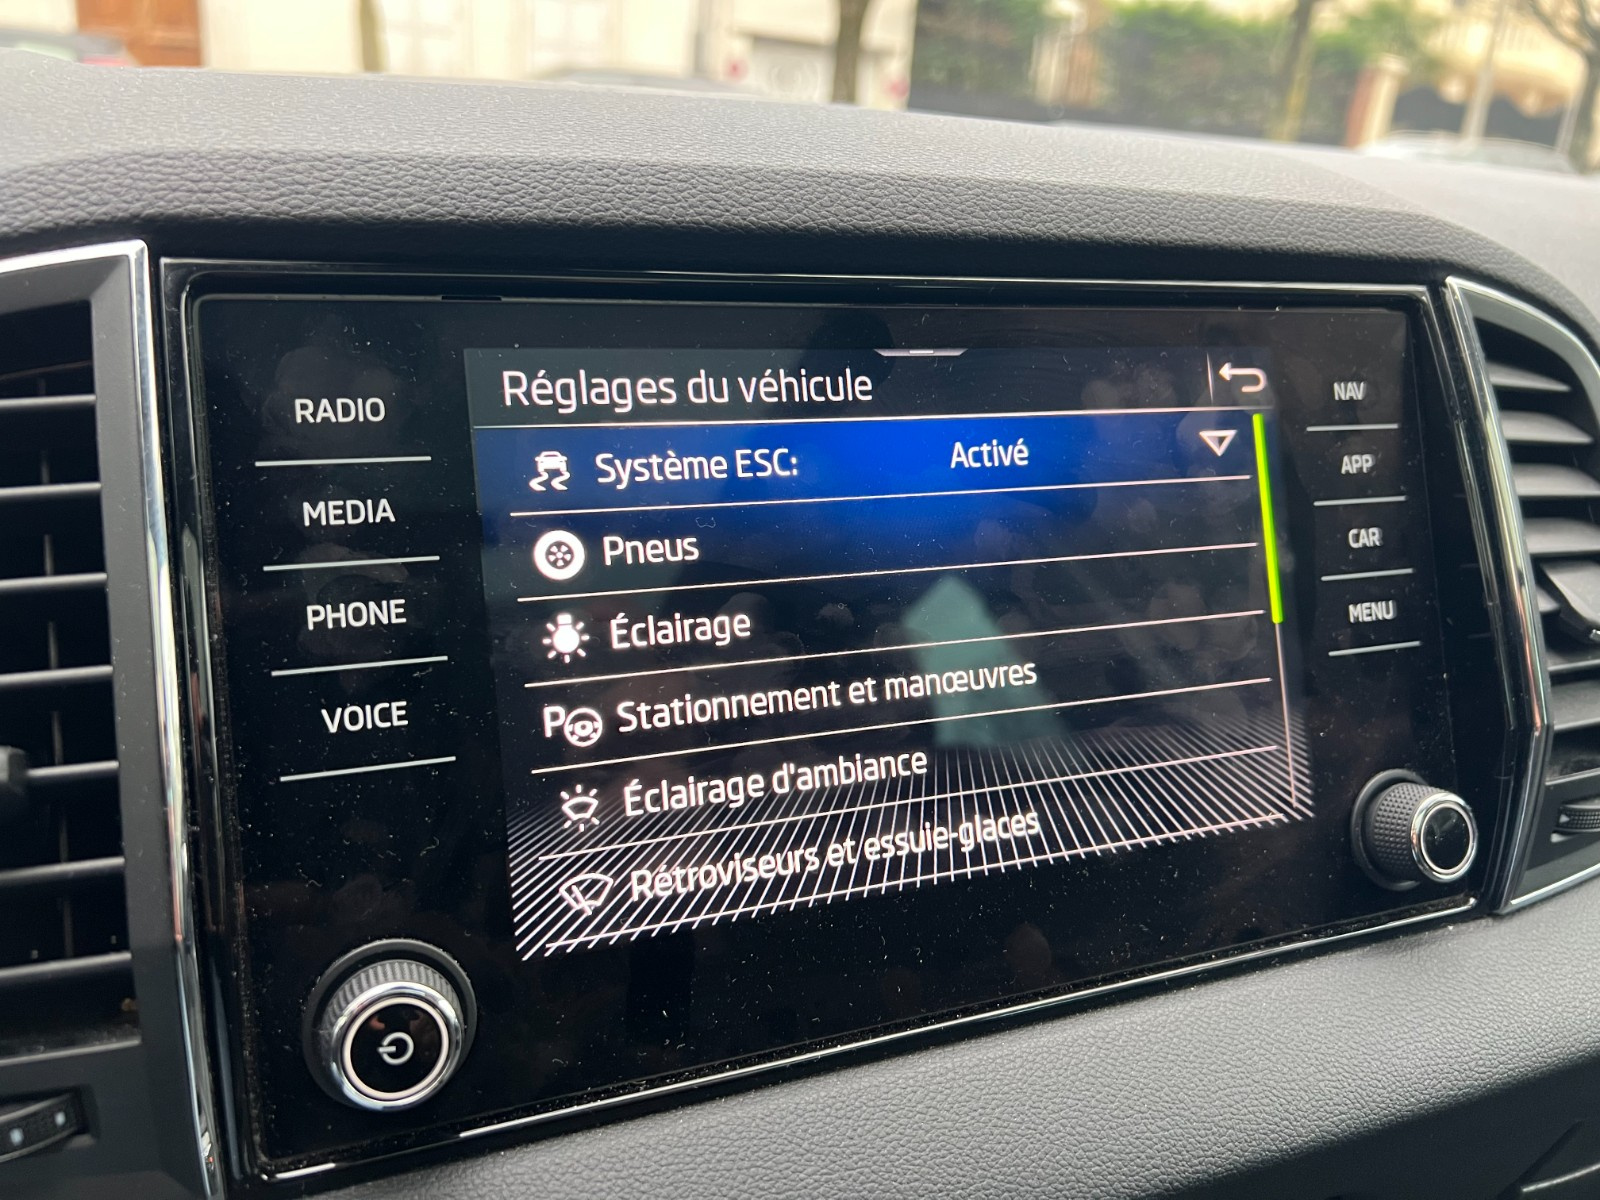 RADIO
MEDIA
PHONE
VOICE
Réglages du véhicule
Système ESC: Activé
Pneus
Éclairage
P Stationnement et manœuvres
Éclairage d'ambiance
Rétroviseurs et essuie-glaces
NAV
APP
CAR
MENU